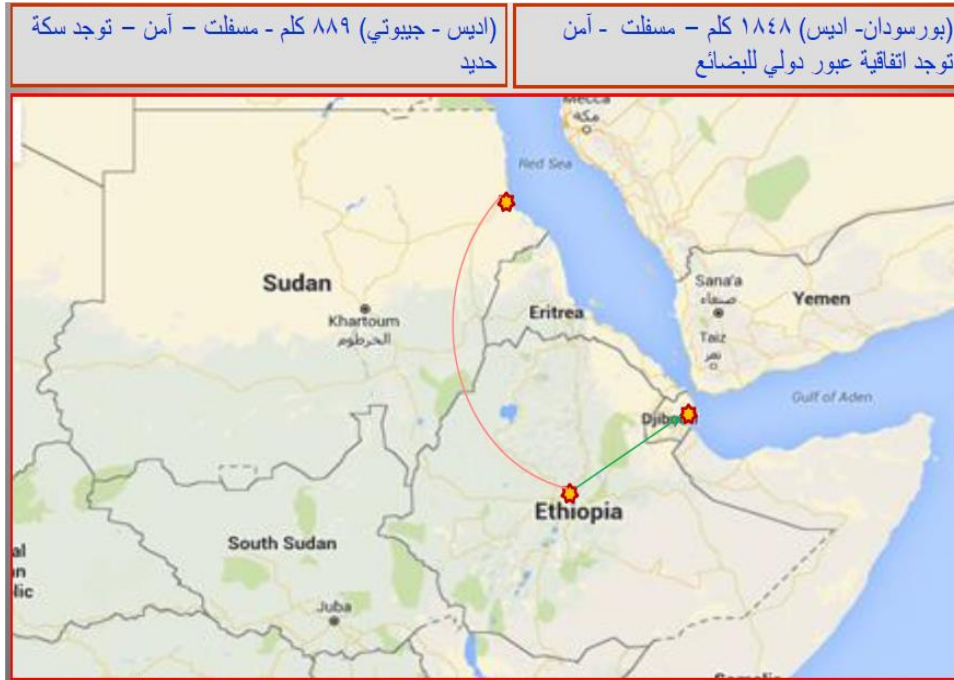 (بورسودان- اديس) ١٨٤٨ كلم – مسفلت - آمن
توجد اتفاقية عبور دولي للبضائع
(اديس - جيبوتي) ٨٨٩ كلم - مسفلت – آمن – توجد سكة
حديد
Mecca
مكة
Red Sea
Sudan
Khartoum
الخرطوم
Eritrea
Sana'a
صنعاء
Yemen
Taiz
تعز
Gulf of Aden
Ethiopia
South Sudan
Juba